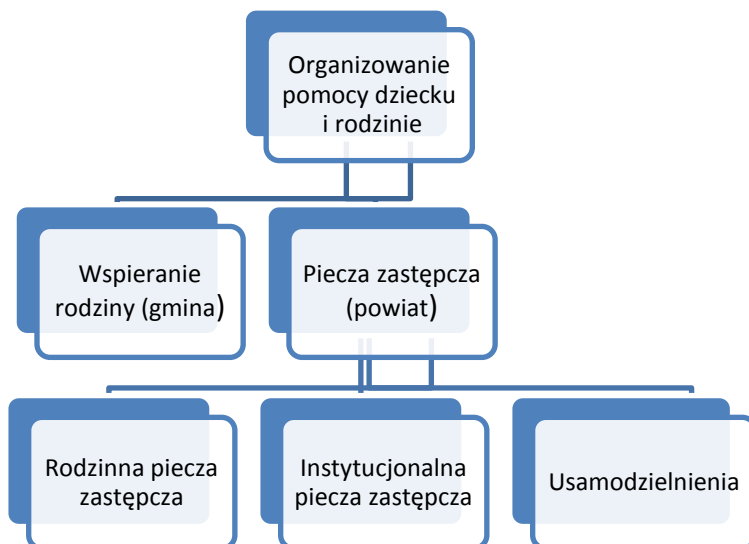 Organizowanie
pomocy dziecku
i rodzinie
Wspieranie
rodziny (gmina)
Piecza zastępcza
(powiat)
Rodzinna piecza
zastępcza
Instytucjonalna
piecza zastępcza
Usamodzielnienia